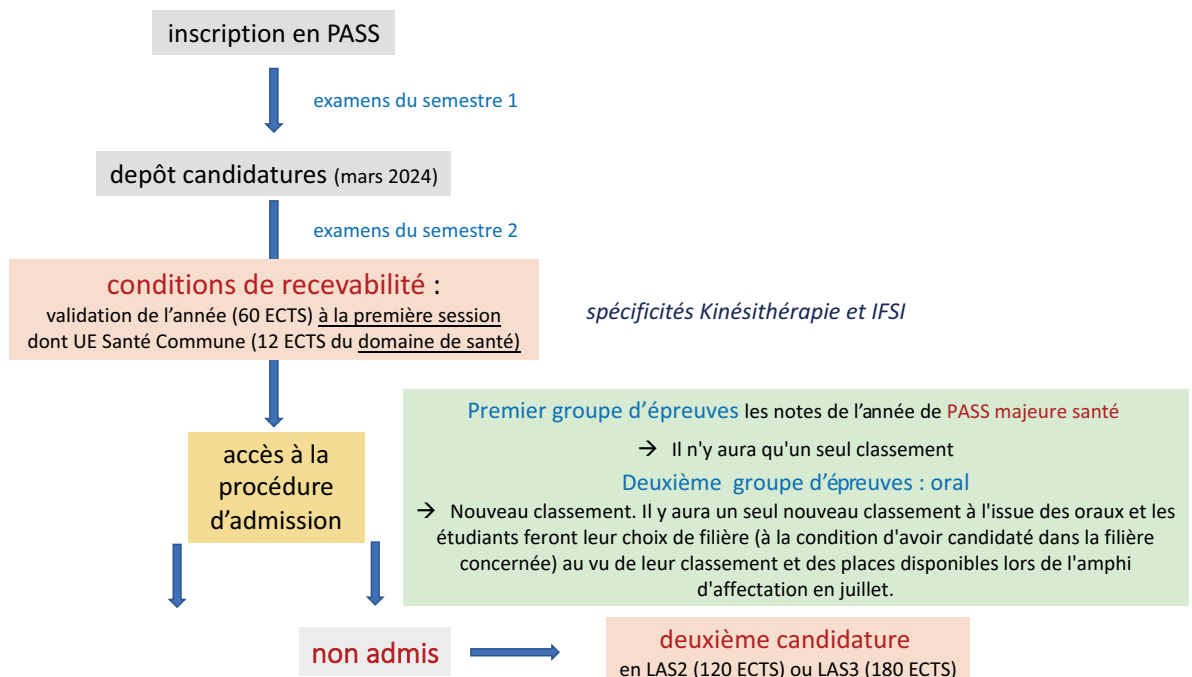 inscription en PASS
examens du semestre 1
depôt candidatures (mars 2024)
examens du semestre 2
conditions de recevabilité :
validation de l'année (60 ECTS) à la première session
dont UE Santé Commune (12 ECTS du domaine de santé)
spécificités Kinésithérapie et IFSI
accès à la
procédure
d'admission
Premier groupe d'épreuves les notes de l'année de PASS majeure santé
→ Il n'y aura qu'un seul classement
Deuxième groupe d'épreuves : oral
→ Nouveau classement. Il y aura un seul nouveau classement à l'issue des oraux et les
étudiants feront leur choix de filière (à la condition d'avoir candidaté dans la filière
concernée) au vu de leur classement et des places disponibles lors de l'amphi
d'affectation en juillet.
non admis
deuxième candidature
en LAS2 (120 ECTS) ou LAS3 (180 ECTS)